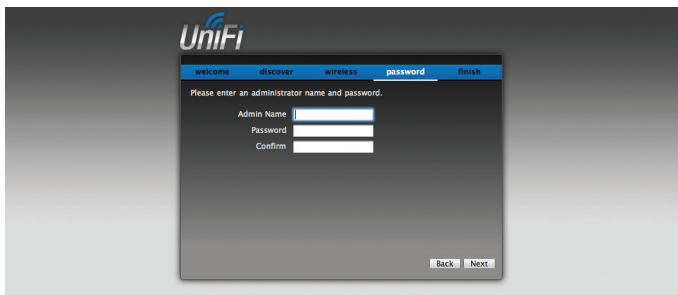 UniFi
welcome discover wireless password finish
Please enter an administrator name and password.
Admin Name
Password
Confirm
Back Next